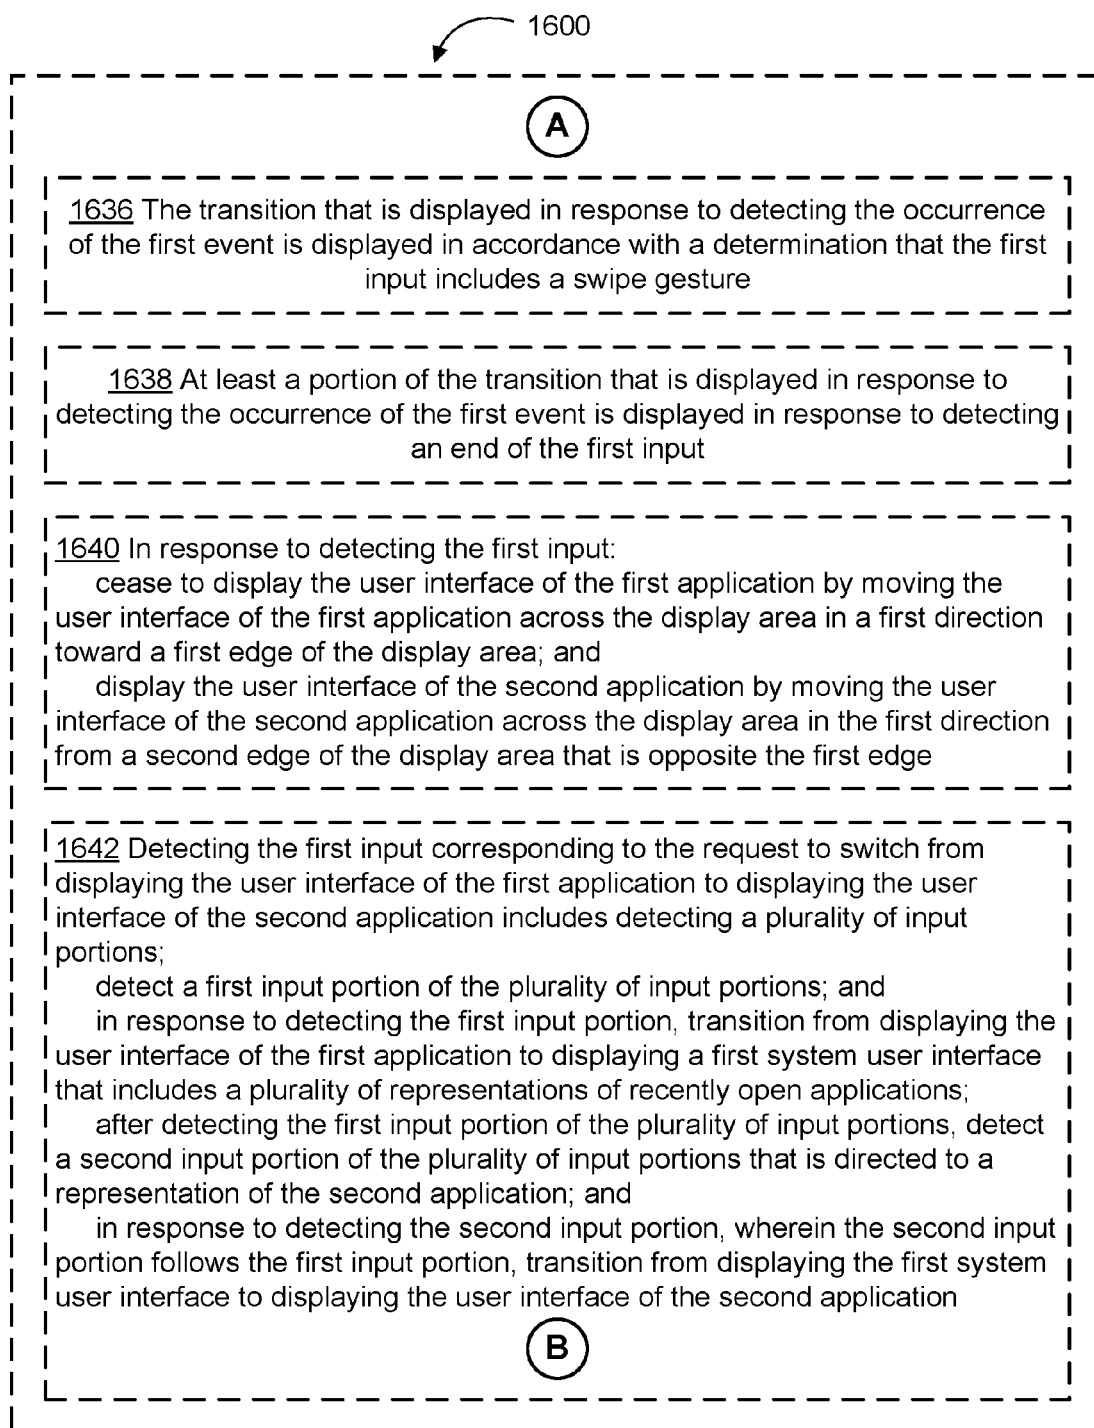 1600
A
1636 The transition that is displayed in response to detecting the occurrence
of the first event is displayed in accordance with a determination that the first
input includes a swipe gesture
1638 At least a portion of the transition that is displayed in response to
detecting the occurrence of the first event is displayed in response to detecting
an end of the first input
1640 In response to detecting the first input:
cease to display the user interface of the first application by moving the
user interface of the first application across the display area in a first direction
toward a first edge of the display area; and
display the user interface of the second application by moving the user
interface of the second application across the display area in the first direction
from a second edge of the display area that is opposite the first edge
1642 Detecting the first input corresponding to the request to switch from
displaying the user interface of the first application to displaying the user
interface of the second application includes detecting a plurality of input
portions;
detect a first input portion of the plurality of input portions; and
in response to detecting the first input portion, transition from displaying the
user interface of the first application to displaying a first system user interface
that includes a plurality of representations of recently open applications;
after detecting the first input portion of the plurality of input portions, detect
a second input portion of the plurality of input portions that is directed to a
representation of the second application; and
in response to detecting the second input portion, wherein the second input
portion follows the first input portion, transition from displaying the first system
user interface to displaying the user interface of the second application
B